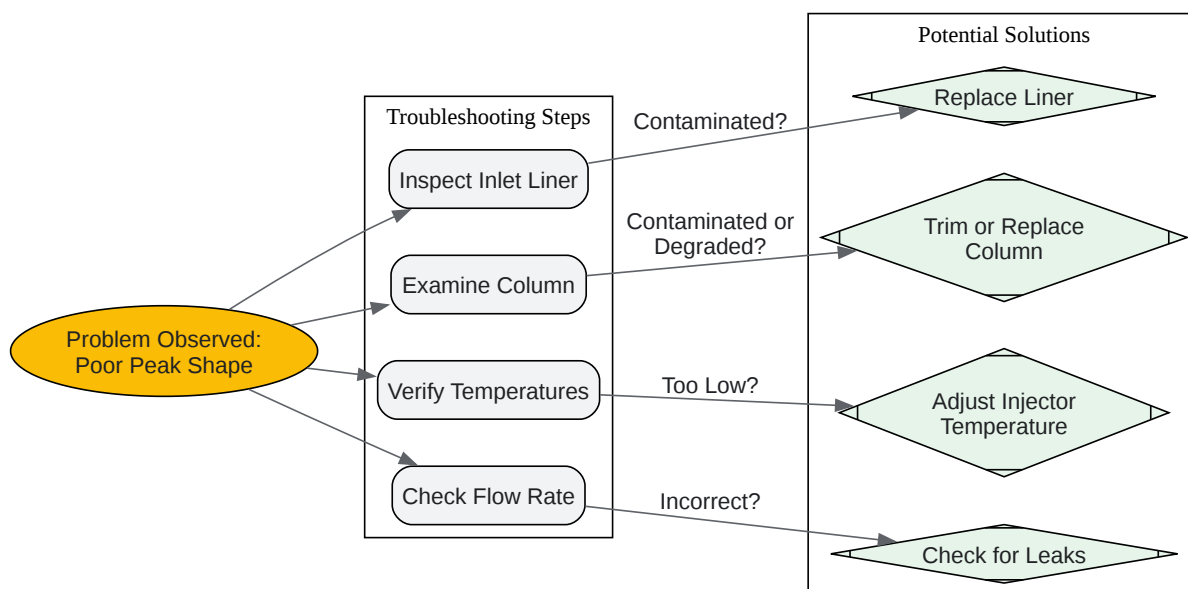 Problem Observed:
Poor Peak Shape
Troubleshooting Steps
Inspect Inlet Liner
Examine Column
Verify Temperatures
Check Flow Rate
Contaminated?
Contaminated or
Degraded?
Too Low?
Incorrect?
Potential Solutions
Replace Liner
Trim or Replace
Column
Adjust Injector
Temperature
Check for Leaks